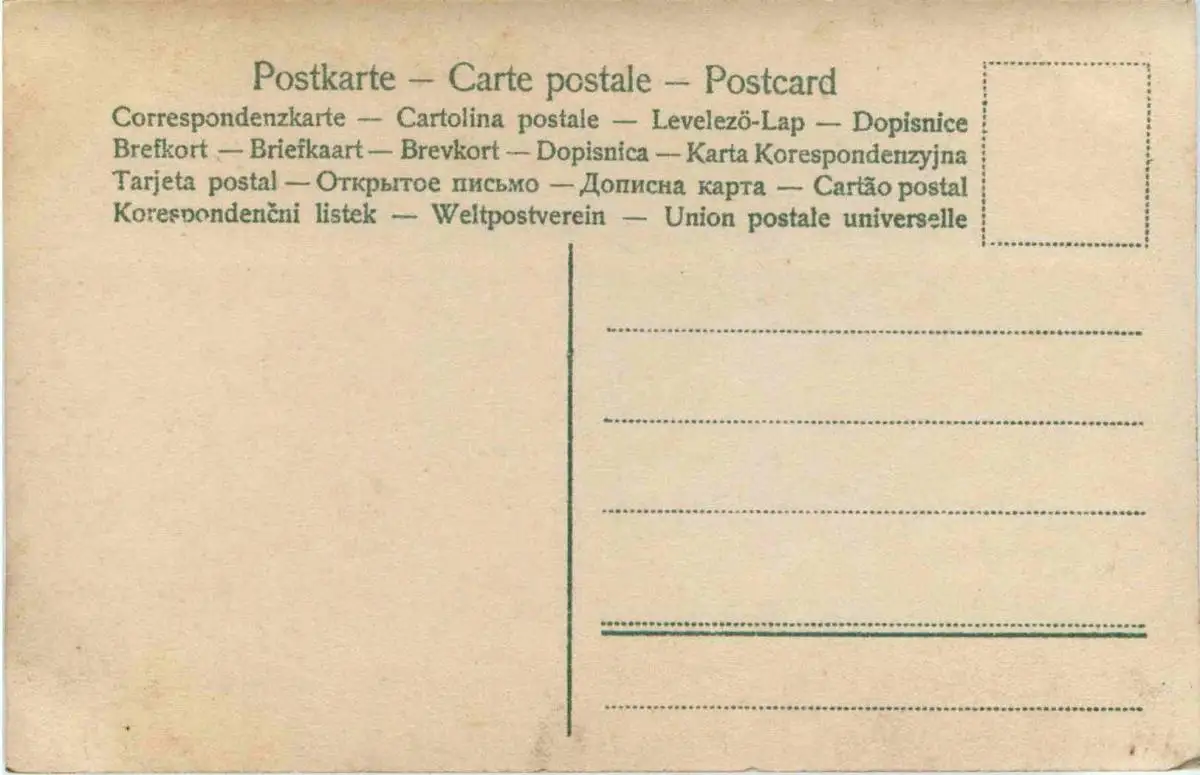 Postkarte – Carte postale – Postcard
Correspondenzkarte — Cartolina postale — Levelezö-Lap — Dopisnice
Brefkort — Briefkaart — Brevkort — Dopisnica — Karta Korespondenzyjna
Tarjeta postal — Открытое письмо — Дописна карта — Cartão postal
Korespondenčni listek — Weltpostverein — Union postale universelle